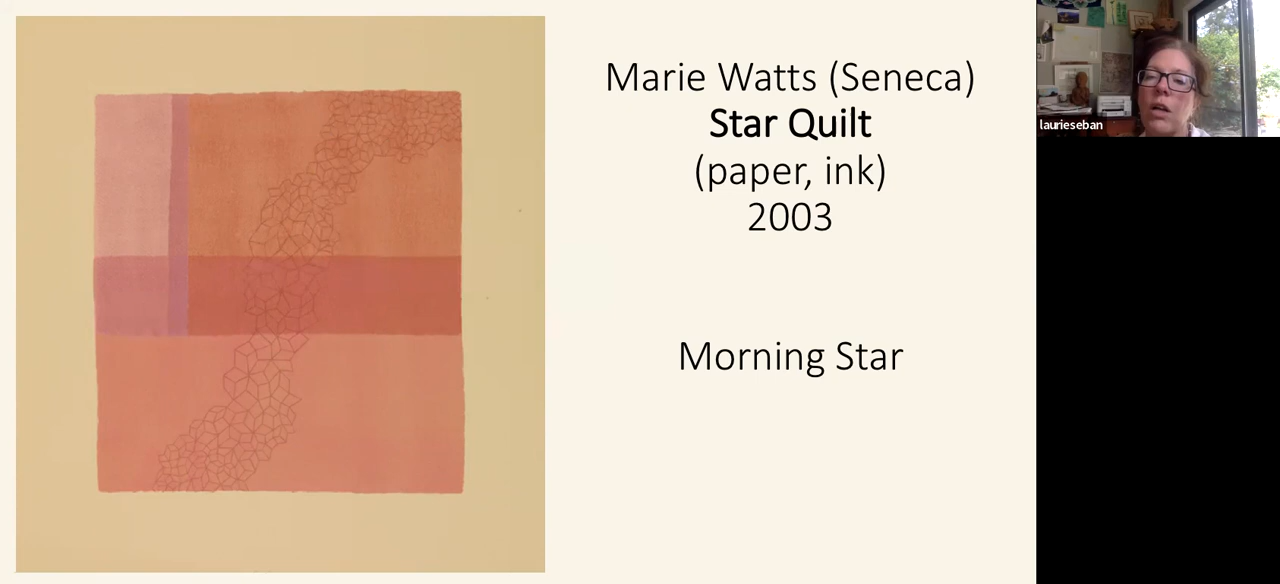 Marie Watts (Seneca)
Star Quilt
(paper, ink)
2003
Morning Star
laurieseban